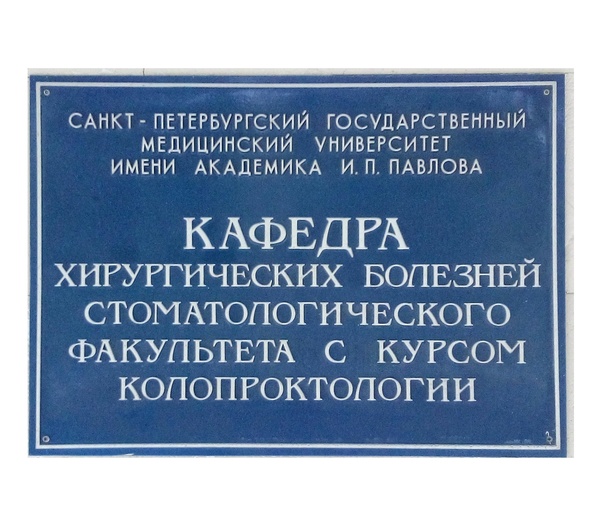 САНКТ - ПЕТЕРБУРГСКИЙ ГОСУДАРСТВЕННЫЙ
МЕДИЦИНСКИЙ УНИВЕРСИТЕТ
ИМЕНИ АКАДЕМИКА И. П. ПАВЛОВА
КАФЕДРА
ХИРУРГИЧЕСКИХ БОЛЕЗНЕЙ
СТОМАТОЛОГИЧЕСКОГО
ФАКУЛЬТЕТА С КУРСОМ
КОЛОПРОКТОЛОГИИ